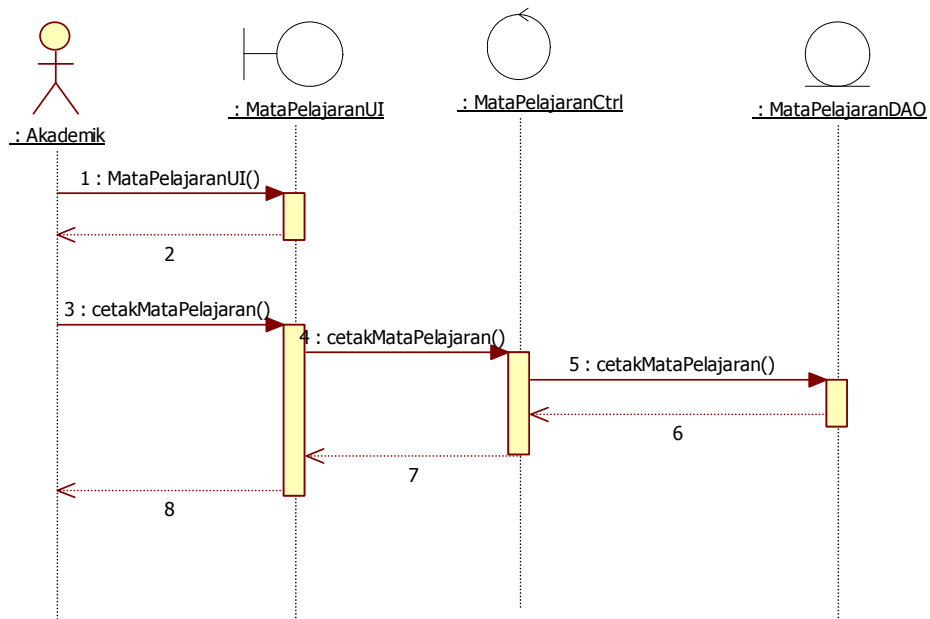 : Akademik
: MataPelajaranUI
: MataPelajaranCtrl
: MataPelajaranDAO
1 : MataPelajaranUI()
2
3 : cetakMataPelajaran()
4 : cetakMataPelajaran()
5 : cetakMataPelajaran()
6
7
8